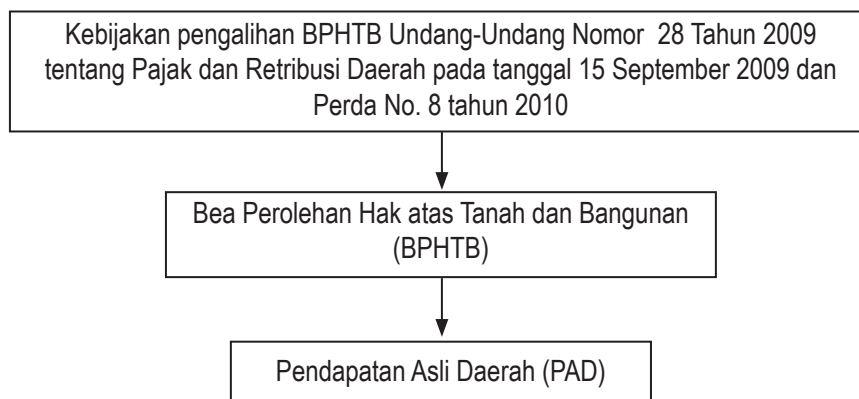 Kebijakan pengalihan BPHTB Undang-Undang Nomor 28 Tahun 2009
tentang Pajak dan Retribusi Daerah pada tanggal 15 September 2009 dan
Perda No. 8 tahun 2010
Bea Perolehan Hak atas Tanah dan Bangunan
(BPHTB)
Pendapatan Asli Daerah (PAD)